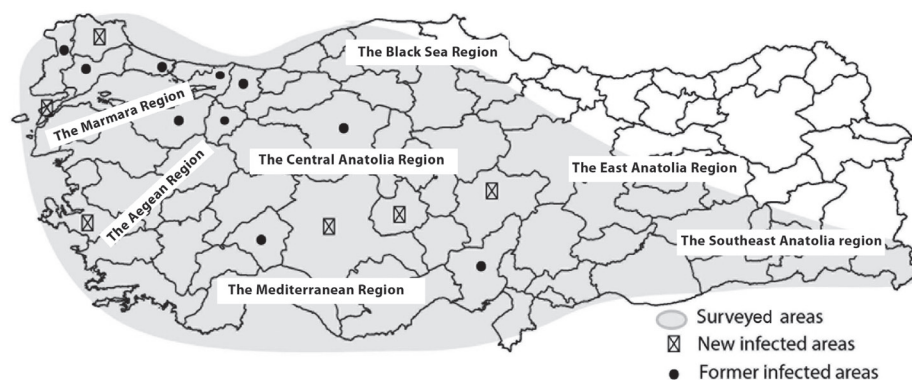 The Black Sea Region
The Marmara Region
The Central Anatolia Region
The East Anatolia Region
The Aegean Region
The Southeast Anatolia region
The Mediterranean Region
Surveyed areas
New infected areas
Former infected areas